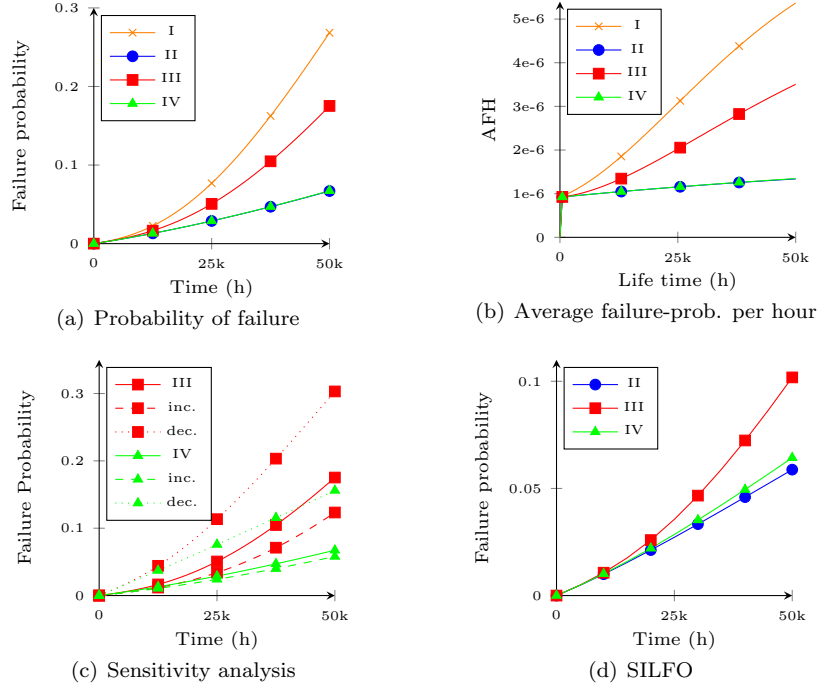 I
II
III
IV
0.3
0.2
0.1
0
0
25k
50k
Failure probability
Time (h)
(a) Probability of failure
I
II
III
IV
5e-6
4e-6
3e-6
2e-6
1e-6
0
0
25k
50k
AFH
Life time (h)
(b) Average failure-prob. per hour
III
inc.
dec.
IV
inc.
dec.
0.3
0.2
0.1
0
0
25k
50k
Failure Probability
Time (h)
(c) Sensitivity analysis
II
III
IV
0.1
0.05
0
0
25k
50k
Failure probability
Time (h)
(d) SILFO